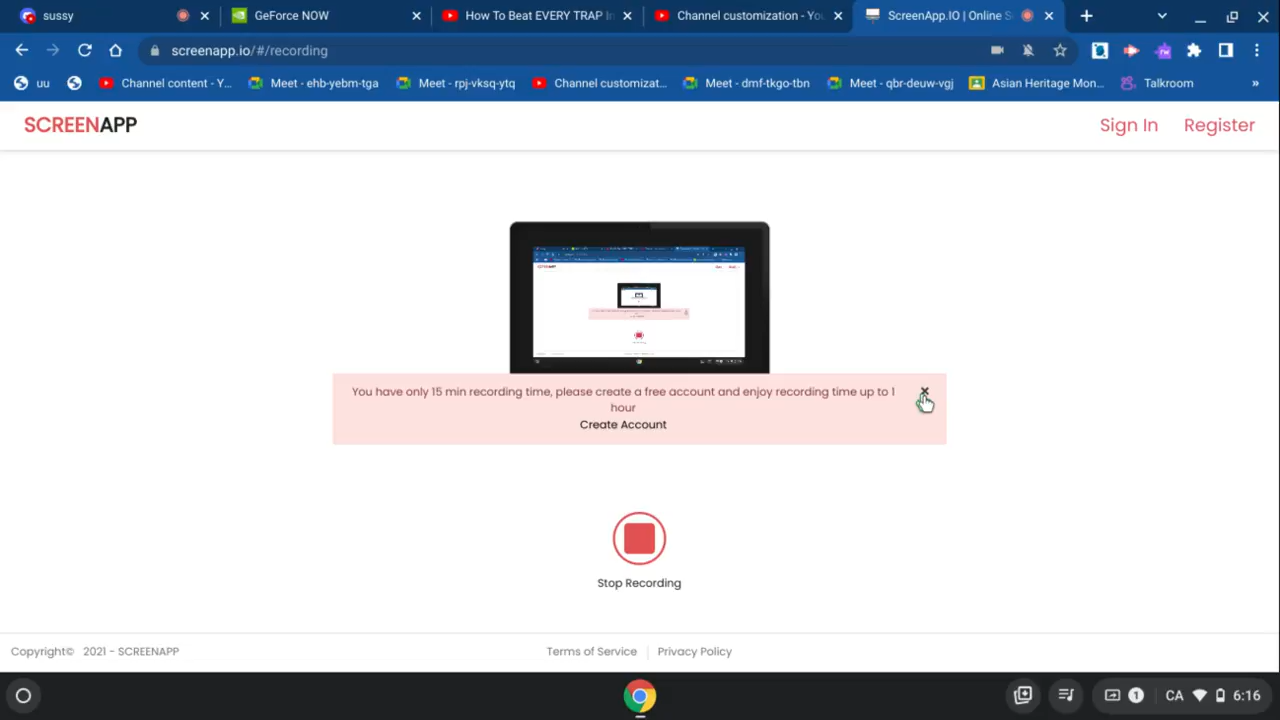 sussy
GeForce NOW
How To Beat EVERY TRAP In
Channel customization - You
ScreenApp.IO | Online S
screenapp.io/#/recording
uu
Channel content - Y...
Meet - ehb-yebm-tga
Meet - rpj-vksq-ytq
Channel customizat...
Meet - dmf-tkgo-tbn
Meet - qbr-deuw-vgj
Asian Heritage Mon...
Talkroom
»
SCREENAPP
Sign In
Register
You have only 15 min recording time, please create a free account and enjoy recording time up to 1
hour
Create Account
Stop Recording
Copyright© 2021 - SCREENAPP
Terms of Service
Privacy Policy
1
CA
6:16